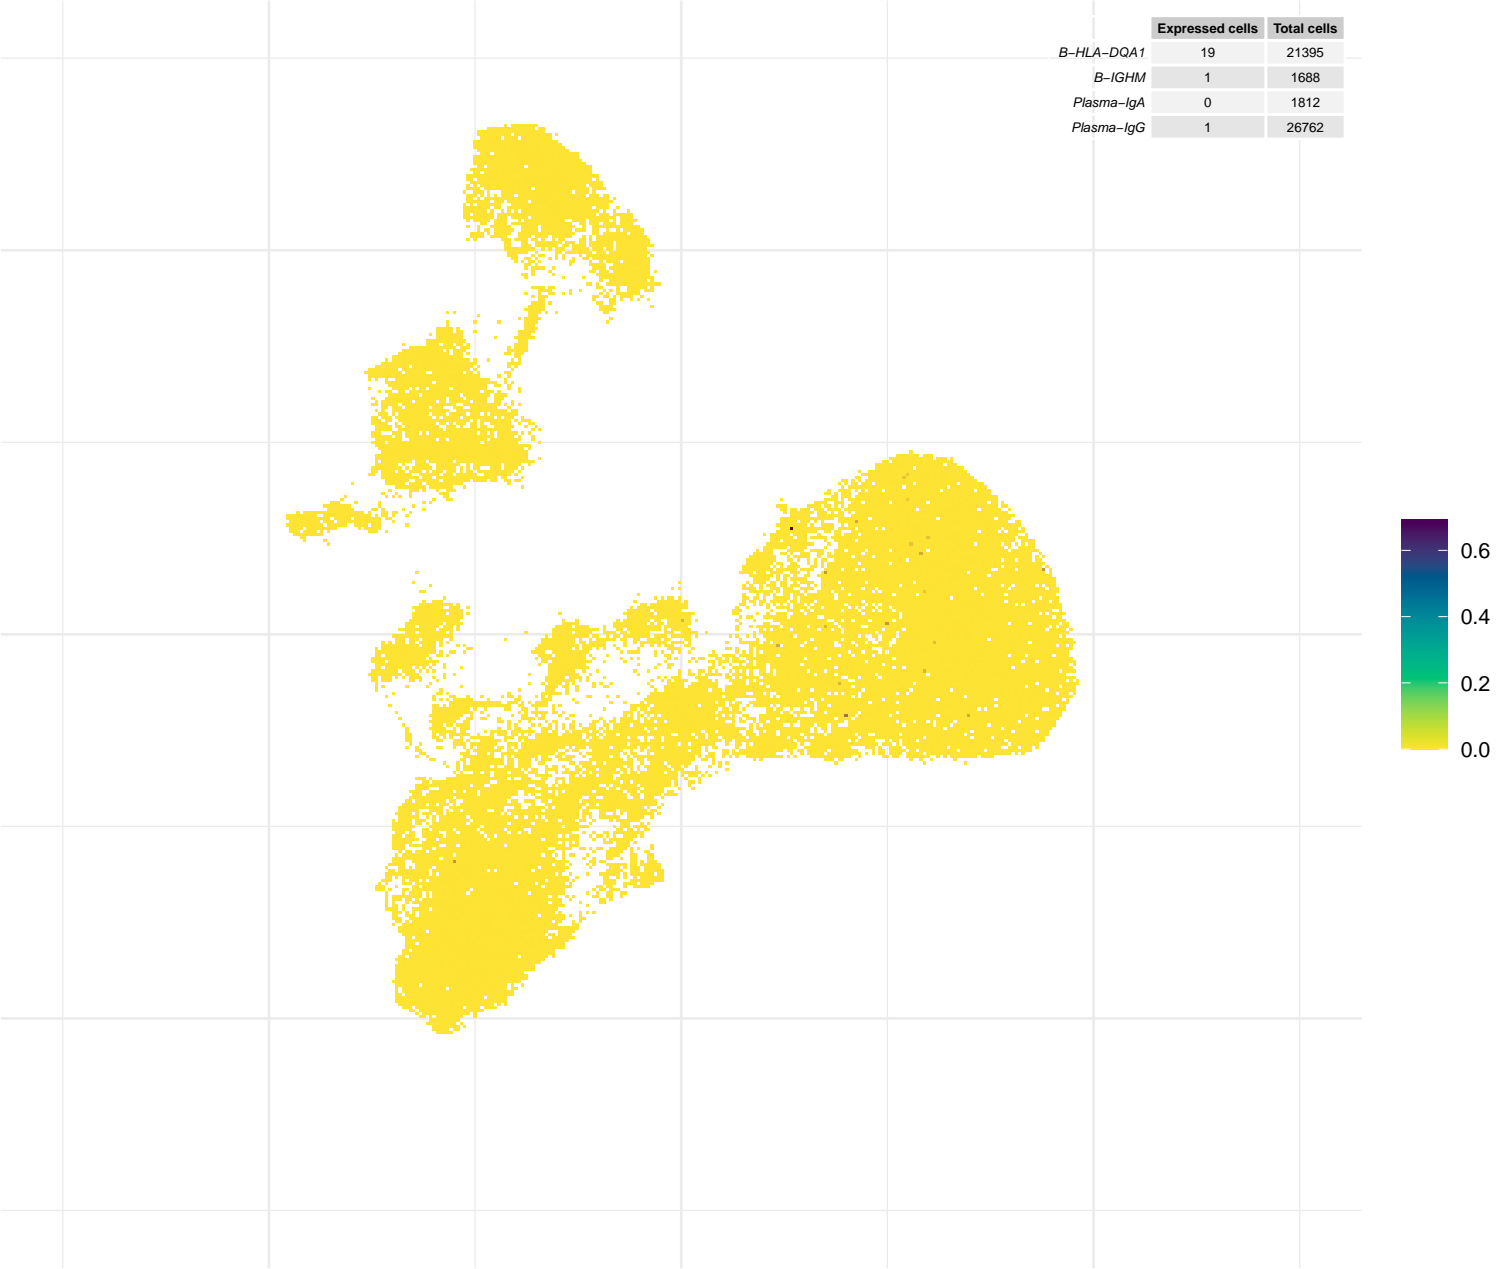 Expressed cells Total cells
B−HLA−DQA1 19 21395
B−IGHM 1 1688
Plasma−IgA 0 1812
Plasma−IgG 1 26762
0.6
0.4
0.2
0.0